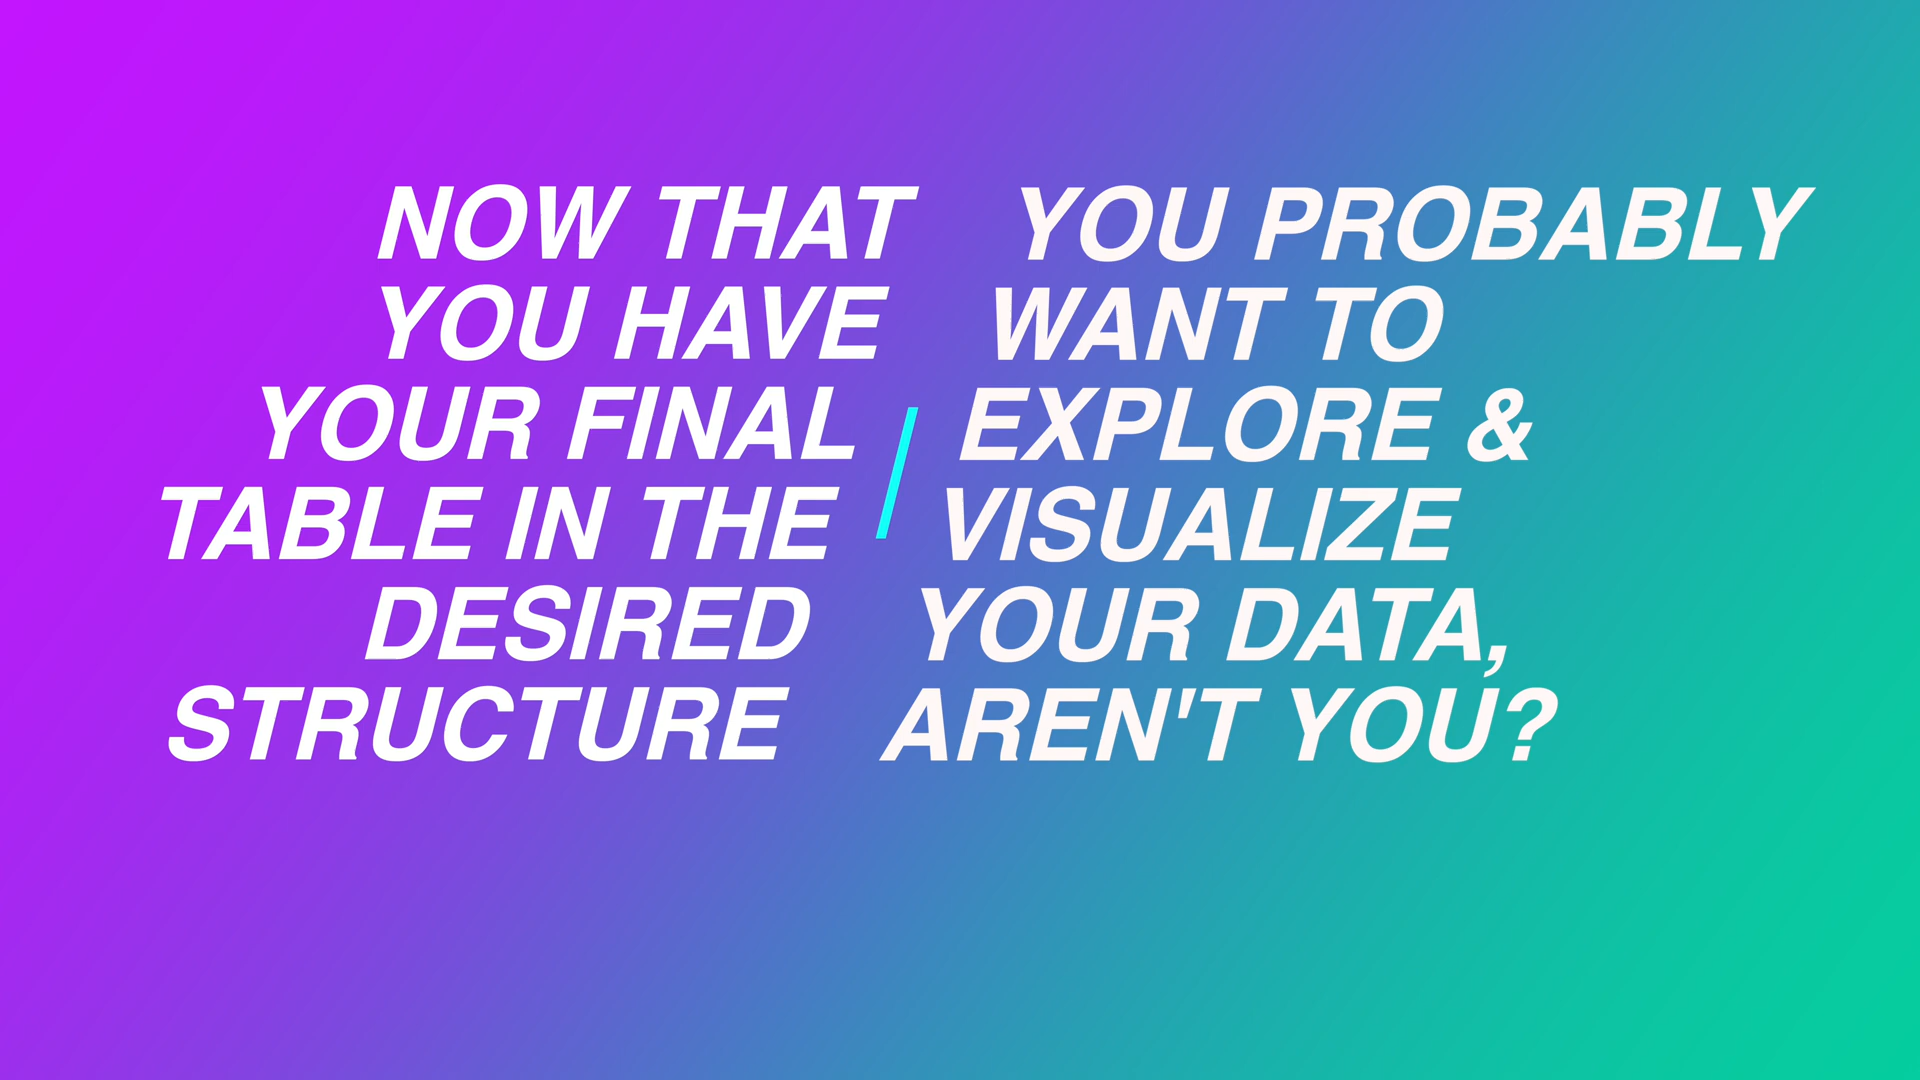 NOW THAT
YOU HAVE
YOUR FINAL
TABLE IN THE
DESIRED
STRUCTURE
YOU PROBABLY
WANT TO
EXPLORE &
VISUALIZE
YOUR DATA,
AREN'T YOU?